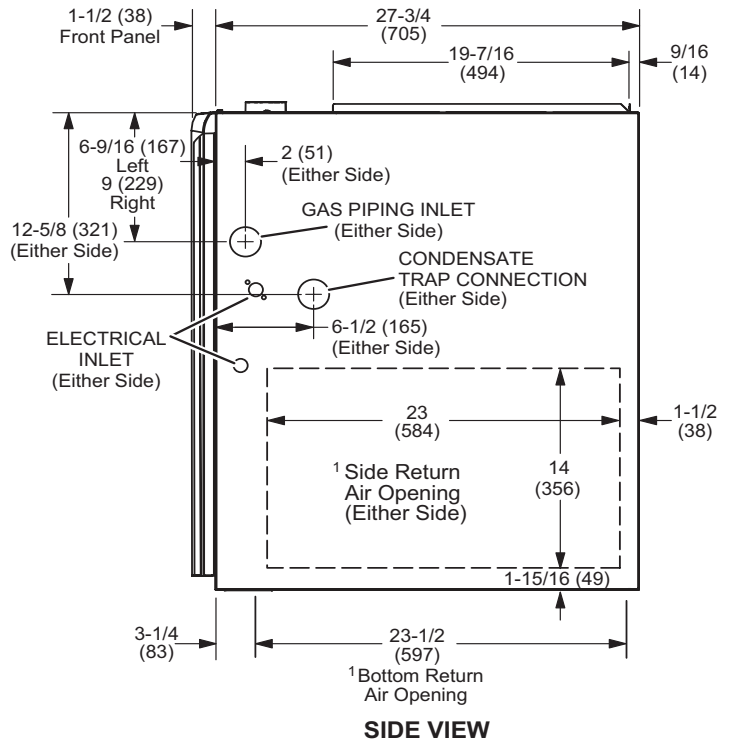 1-1/2 (38)
Front Panel
27-3/4
(705)
19-7/16
(494)
9/16
(14)
6-9/16 (167)
Left
9 (229)
Right
2 (51)
(Either Side)
12-5/8 (321)
(Either Side)
GAS PIPING INLET
(Either Side)
CONDENSATE
TRAP CONNECTION
(Either Side)
6-1/2 (165)
(Either Side)
ELECTRICAL
INLET
(Either Side)
23
(584)
1-1/2
(38)
1 Side Return
Air Opening
(Either Side)
14
(356)
1-15/16 (49)
3-1/4
(83)
23-1/2
(597)
1 Bottom Return
Air Opening
SIDE VIEW